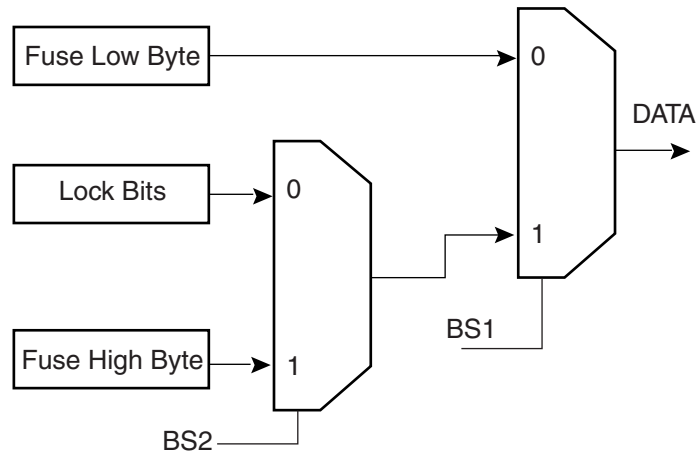 Fuse Low Byte
0
DATA
Lock Bits
0
1
BS1
Fuse High Byte
1
BS2